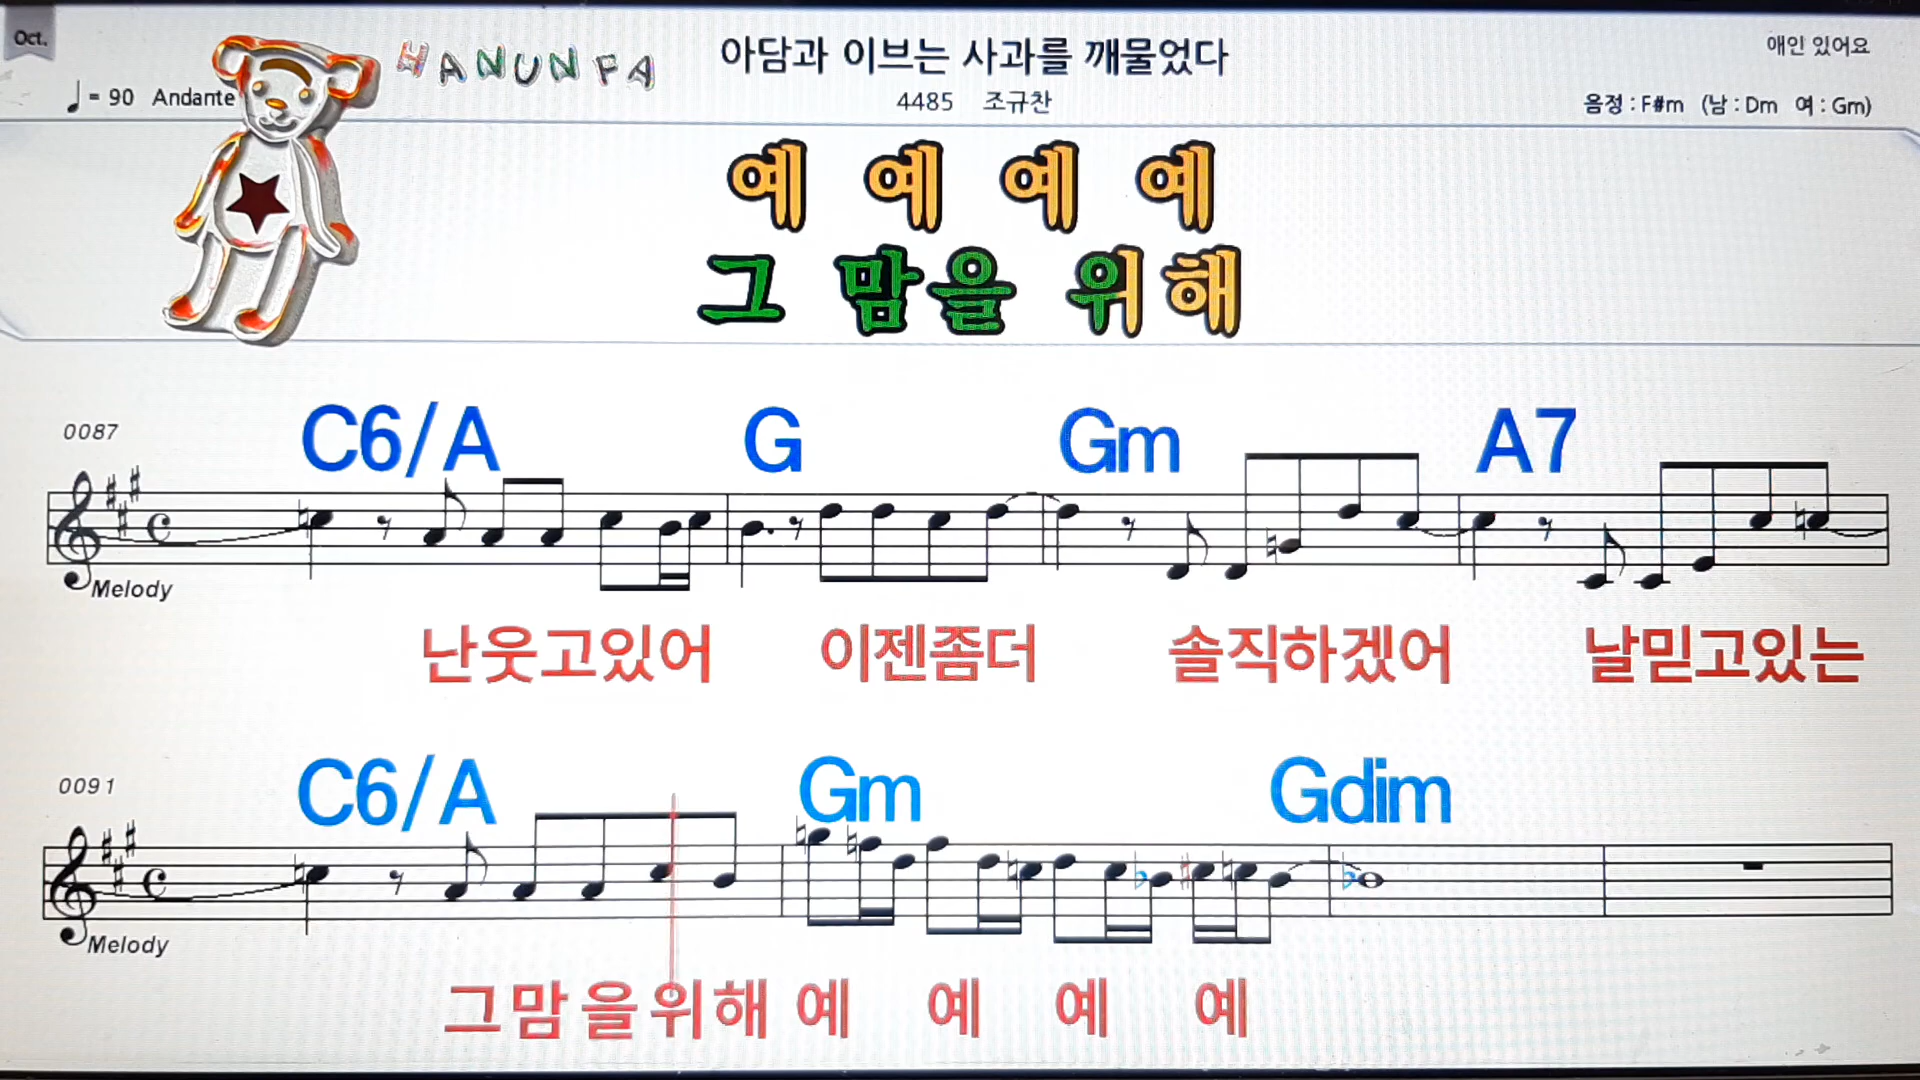 Oct.
HANUNFA
아담과 이브는 사과를 깨물었다
애인 있어요
♩ = 90 Andante
4485 조규찬
음정 : F#m (남 : Dm 여 : Gm)
예 예 예 예
그 맘을 위해
0087
C6/A G Gm A7
Melody
난웃고있어 이젠좀더 솔직하겠어 날믿고있는
0091
C6/A Gm Gdim
Melody
그맘을위해 예 예 예 예